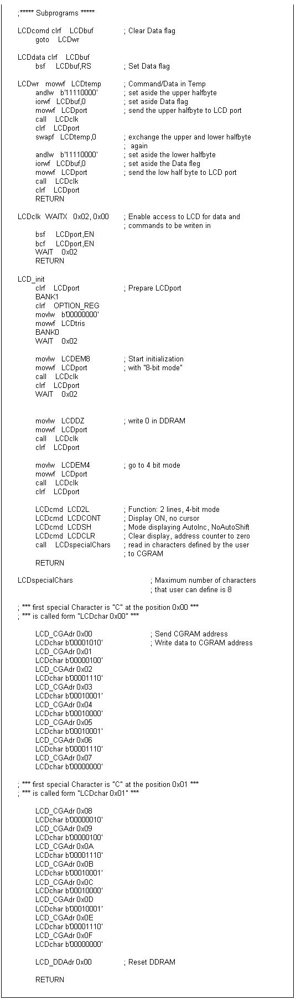 ;***** Subprograms *****
LCDcomd clrf LCDbuf ; Clear Data flag
goto LCDwr
LCDdata clrf LCDbuf
bsf LCDbuf,RS ; Set Data flag
LCDwr movwf LCDtemp ; Command/Data in Temp
andlw b'11110000' ; set aside the upper halfbyte
iorwf LCDbuf,0 ; set aside Data flag
movwf LCDport ; send the upper halfbyte to LCD port
call LCDclk
clrf LCDport
swapf LCDtemp,0 ; exchange the upper and lower halfbyte
; again
andlw b'11110000' ; set aside the lower halfbyte
iorwf LCDbuf,0 ; set aside the Data fleg
movwf LCDport ; send the low half byte to LCD port
call LCDclk
clrf LCDport
RETURN
LCDclk WAITX 0x02, 0x00 ; Enable access to LCD for data and
; commands to be writen in
bsf LCDport,EN
bcf LCDport,EN
WAIT 0x02
RETURN
LCD_init
clrf LCDport ; Prepare LCDport
BANK1
clrf OPTION_REG
movlw b'00000000'
movwf LCDtris
BANK0
WAIT 0x02
movlw LCDEM8 ; Start initialization
movwf LCDport ; with "8-bit mode"
call LCDclk
clrf LCDport
WAIT 0x02
movlw LCDDZ ; write 0 in DDRAM
movwf LCDport
call LCDclk
clrf LCDport
movlw LCDEM4 ; go to 4 bit mode
movwf LCDport
call LCDclk
clrf LCDport
LCDcmd LCD2L ; Function: 2 lines, 4-bit mode
LCDcmd LCDCONT ; Display ON, no cursor
LCDcmd LCDSH ; Mode displaying AutoInc, NoAutoShift
LCDcmd LCDCLR ; Clear display, address counter to zero
call LCDspecialChars ; read in characters defined by the user
; to CGRAM
RETURN
LCDspecialChars ; Maximum number of characters
; that user can define is 8
; *** first special Character is "C" at the position 0x00 ***
; *** is called form "LCDchar 0x00" ***
LCD_CGAdr 0x00 ; Send CGRAM address
LCDchar b'00001010' ; Write data to CGRAM address
LCD_CGAdr 0x01
LCDchar b'00000100'
LCD_CGAdr 0x02
LCDchar b'00001110'
LCD_CGAdr 0x03
LCDchar b'00010001'
LCD_CGAdr 0x04
LCDchar b'00010000'
LCD_CGAdr 0x05
LCDchar b'00010001'
LCD_CGAdr 0x06
LCDchar b'00001110'
LCD_CGAdr 0x07
LCDchar b'00000000'
; *** first special Character is "C" at the position 0x01 ***
; *** is called form "LCDchar 0x01" ***
LCD_CGAdr 0x08
LCDchar b'00000010'
LCD_CGAdr 0x09
LCDchar b'00000100'
LCD_CGAdr 0x0A
LCDchar b'00001110'
LCD_CGAdr 0x0B
LCDchar b'00010001'
LCD_CGAdr 0x0C
LCDchar b'00010000'
LCD_CGAdr 0x0D
LCDchar b'00010001'
LCD_CGAdr 0x0E
LCDchar b'00001110'
LCD_CGAdr 0x0F
LCDchar b'00000000'
LCD_DDAdr 0x00 ; Reset DDRAM
RETURN